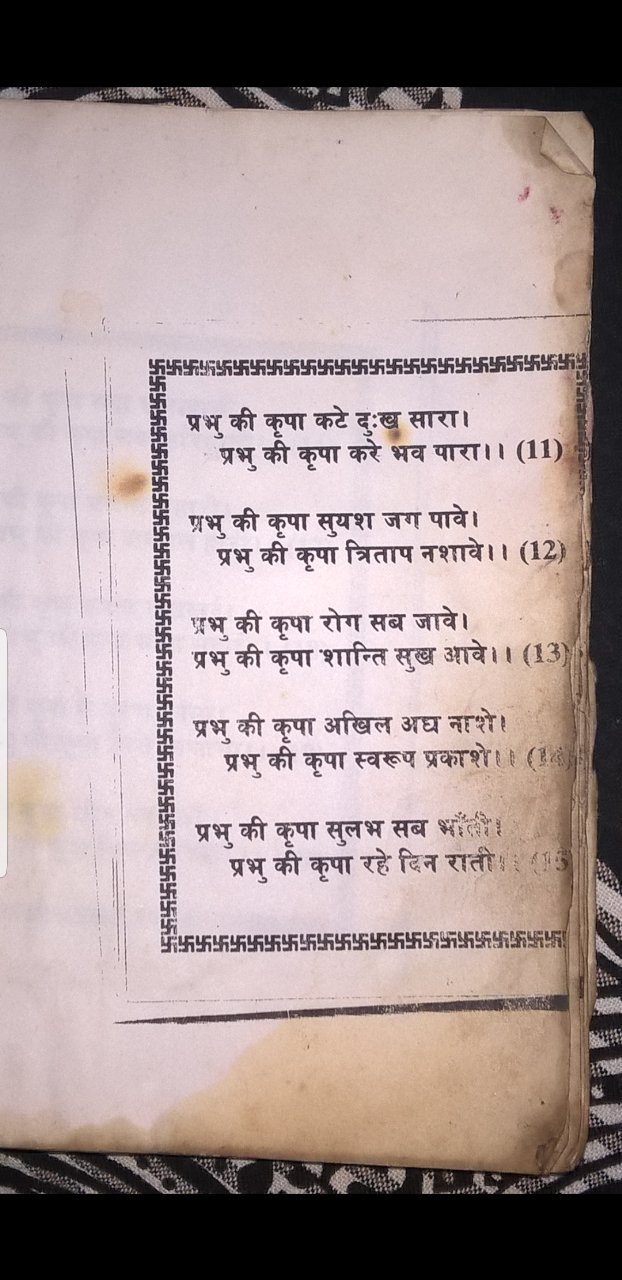 प्रभु की कृपा कटे दुःख सारा।
प्रभु की कृपा करे भव पारा।। (11)
प्रभु की कृपा सुयश जग पावे।
प्रभु की कृपा त्रिताप नशावे।। (12)
प्रभु की कृपा रोग सब जावे।
प्रभु की कृपा शान्ति सुख आवे।। (13)
प्रभु की कृपा अखिल अघ नाशे।
प्रभु की कृपा स्वरूप प्रकाशे।। (14)
प्रभु की कृपा सुलभ सब भाँती।
प्रभु की कृपा रहे दिन राती।। (15